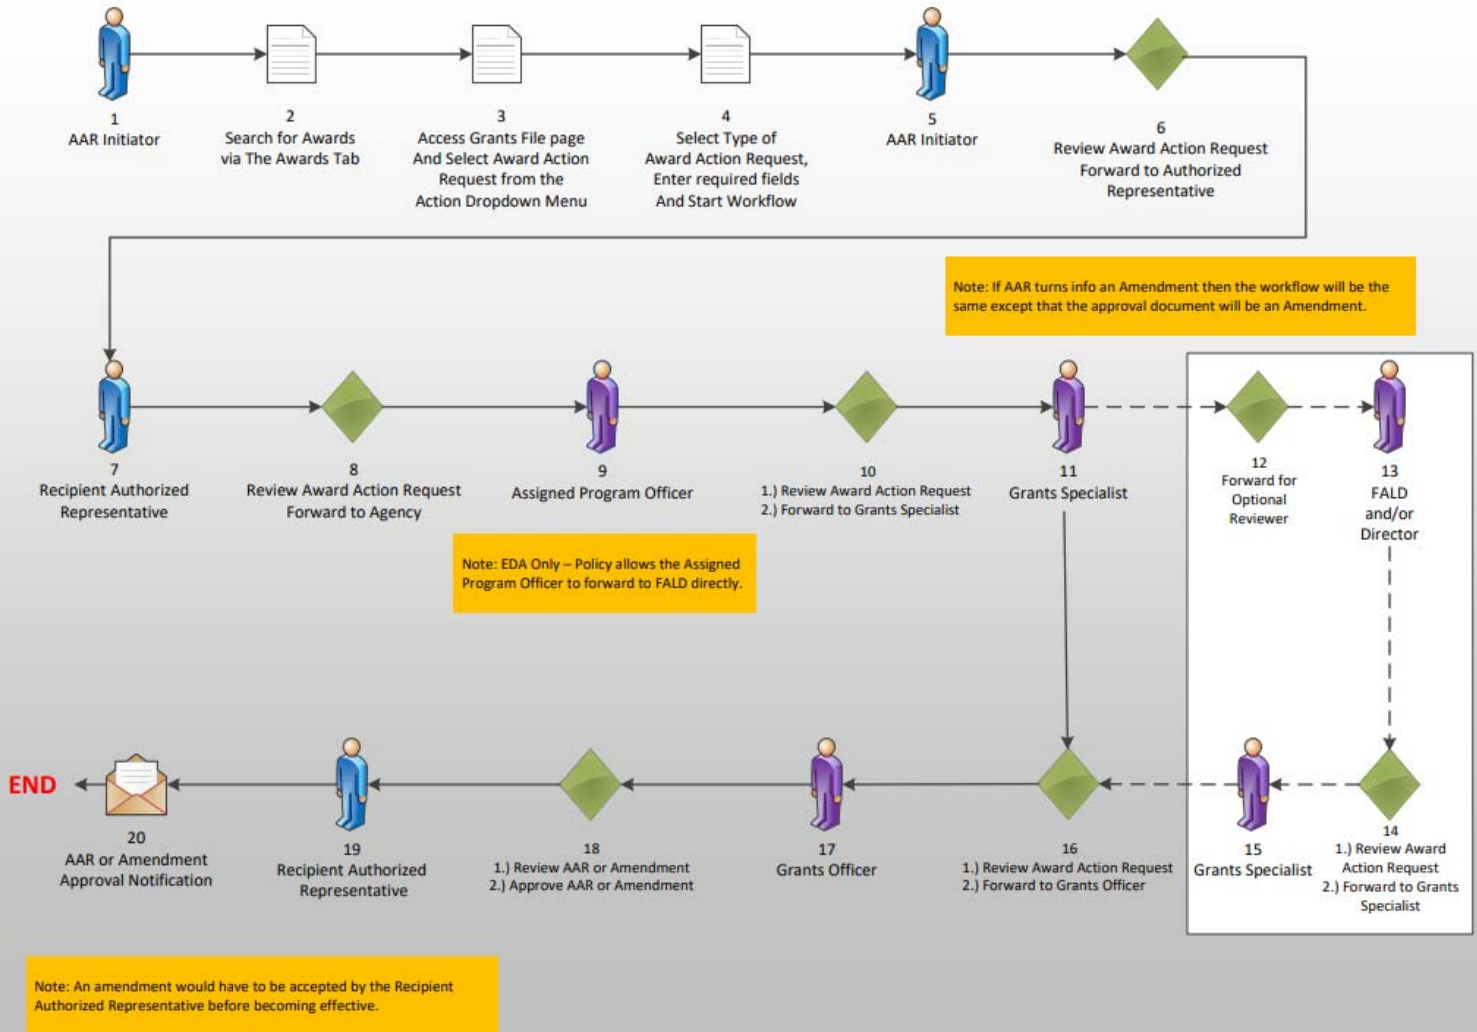 1
AAR Initiator
2
Search for Awards
via The Awards Tab
3
Access Grants File page
And Select Award Action
Request from the
Action Dropdown Menu
4
Select Type of
Award Action Request,
Enter required fields
And Start Workflow
5
AAR Initiator
6
Review Award Action Request
Forward to Authorized
Representative
Note: If AAR turns info an Amendment then the workflow will be the
same except that the approval document will be an Amendment.
7
Recipient Authorized
Representative
8
Review Award Action Request
Forward to Agency
9
Assigned Program Officer
10
1.) Review Award Action Request
2.) Forward to Grants Specialist
11
Grants Specialist
12
Forward for
Optional
Reviewer
13
FALD
and/or
Director
Note: EDA Only – Policy allows the Assigned
Program Officer to forward to FALD directly.
END
20
AAR or Amendment
Approval Notification
19
Recipient Authorized
Representative
18
1.) Review AAR or Amendment
2.) Approve AAR or Amendment
17
Grants Officer
16
1.) Review Award Action Request
2.) Forward to Grants Officer
15
Grants Specialist
14
1.) Review Award
Action Request
2.) Forward to Grants
Specialist
Note: An amendment would have to be accepted by the Recipient
Authorized Representative before becoming effective.